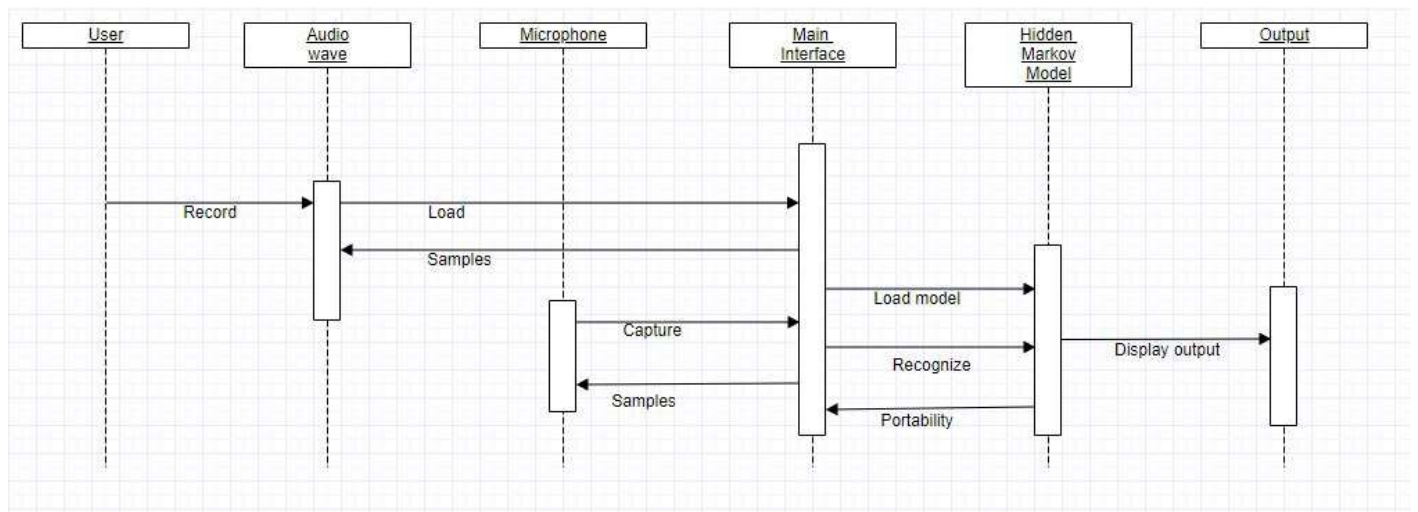 User
Audio
wave
Microphone
Main
Interface
Hidden
Markov
Model
Output
Record
Load
Samples
Load model
Capture
Display output
Recognize
Samples
Portability